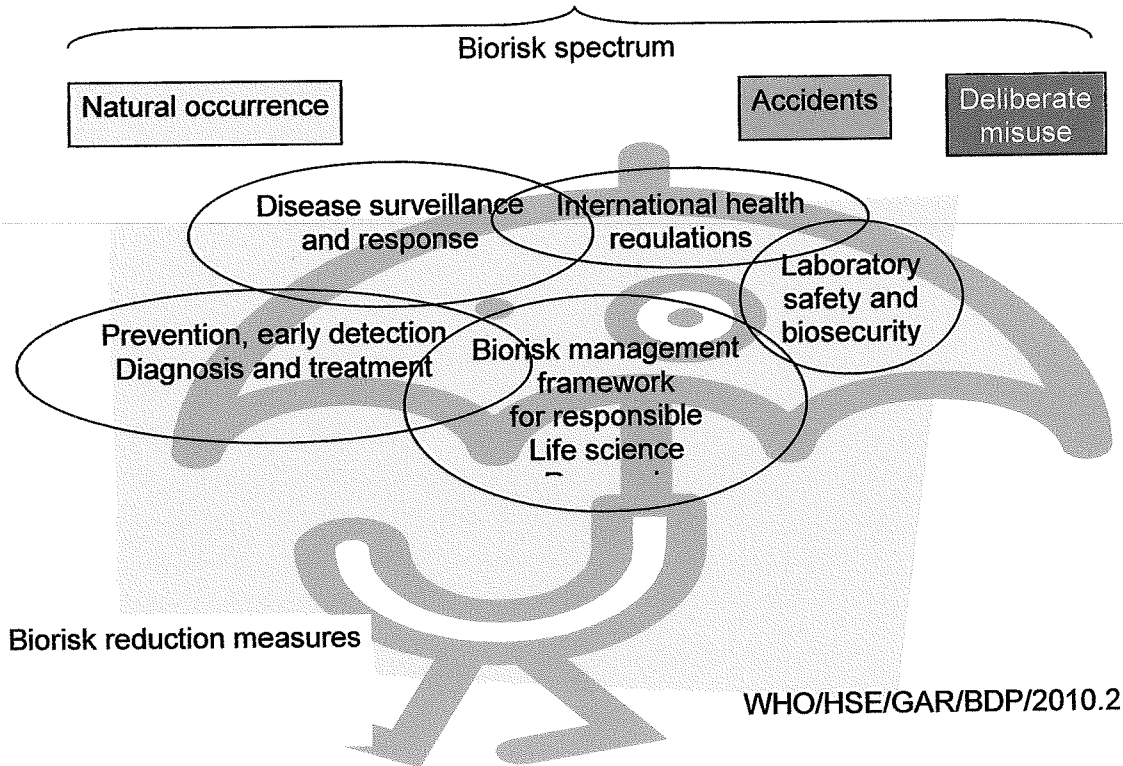 Biorisk spectrum
Natural occurrence
Accidents
Deliberate
misuse
Disease surveillance
and response
International health
regulations
Laboratory
safety and
biosecurity
Prevention, early detection
Diagnosis and treatment
Biorisk management
framework
for responsible
Life science
Biorisk reduction measures
WHO/HSE/GAR/BDP/2010.2